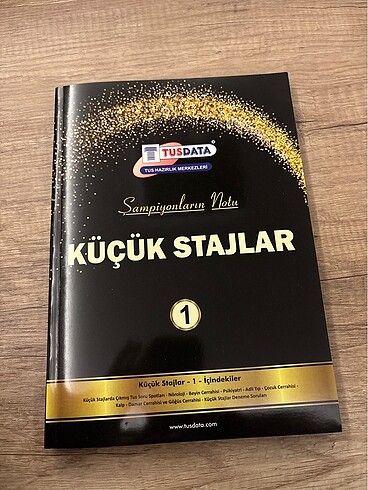 TUSDATA
TUS HAZIRLIK MERKEZLERİ
Şampiyonların Notu
KÜÇÜK STAJLAR
1
Küçük Stajlar - 1 - İçindekiler
Küçük Stajlarda Çıkmış Tus Soru Spotları - Nöroloji - Beyin Cerrahisi - Psikiyatri - Adli Tıp - Çocuk Cerrahisi -
Kalp - Damar Cerrahisi ve Göğüs Cerrahisi - Küçük Stajlar Deneme Soruları
www.tusdata.com